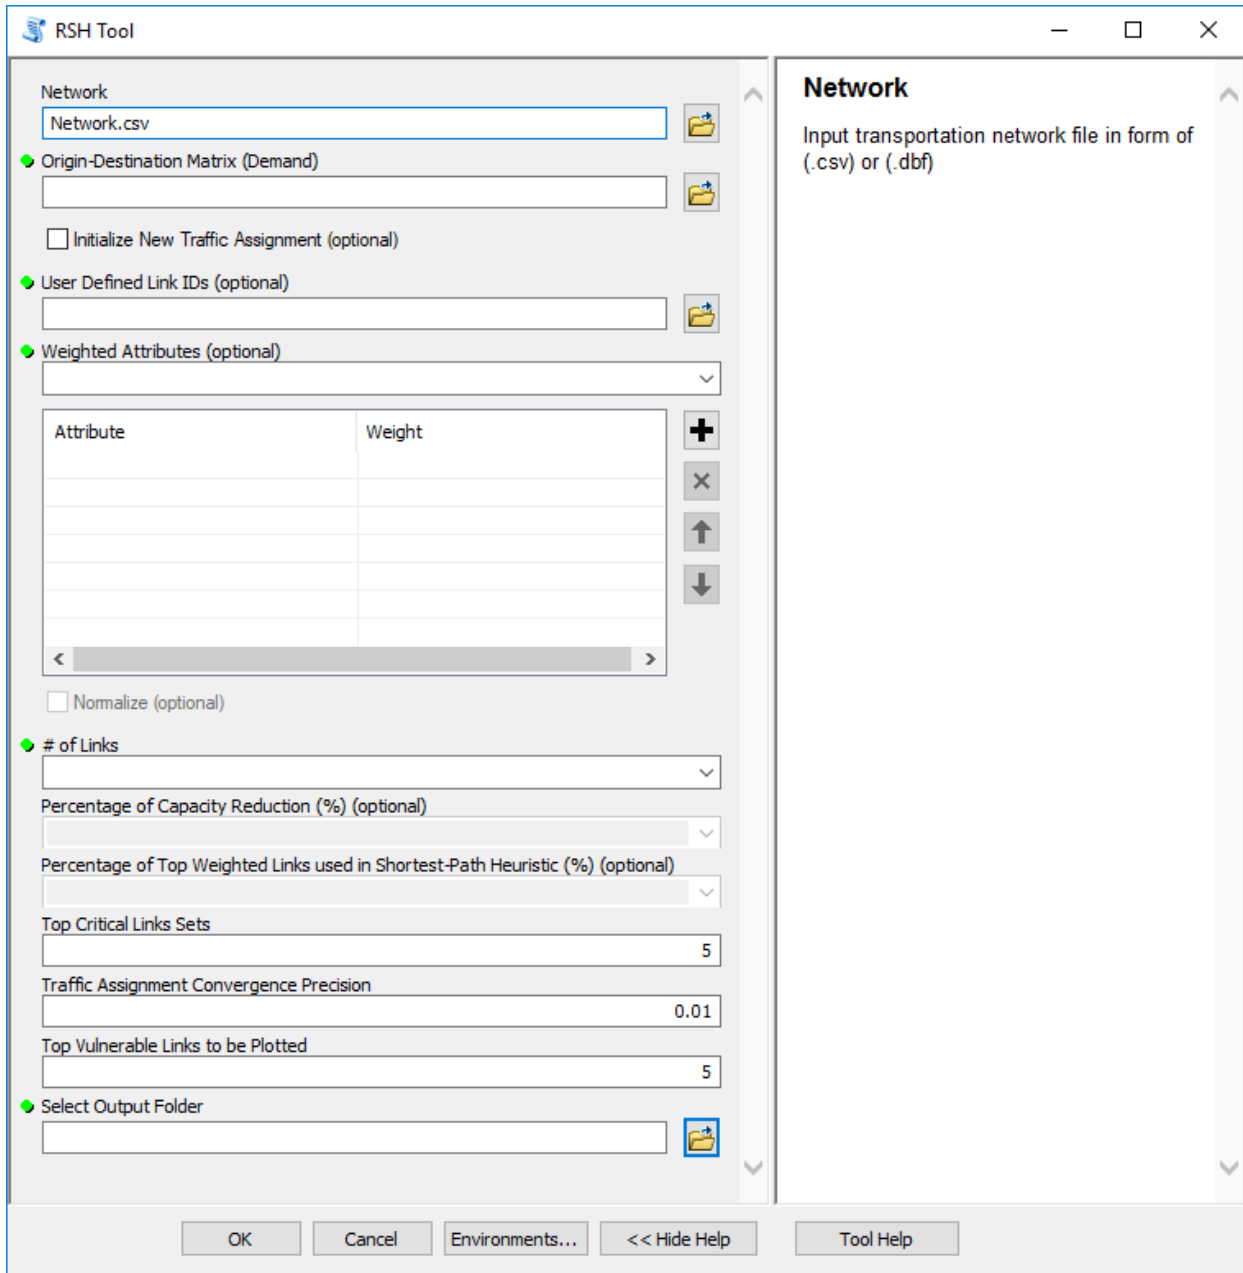 RSH Tool
Network
Network.csv
Origin-Destination Matrix (Demand)
Initialize New Traffic Assignment (optional)
User Defined Link IDs (optional)
Weighted Attributes (optional)
Attribute Weight
Normalize (optional)
# of Links
Percentage of Capacity Reduction (%) (optional)
Percentage of Top Weighted Links used in Shortest-Path Heuristic (%) (optional)
Top Critical Links Sets
5
Traffic Assignment Convergence Precision
0.01
Top Vulnerable Links to be Plotted
5
Select Output Folder
Network
Input transportation network file in form of
(.csv) or (.dbf)
OK Cancel Environments... << Hide Help Tool Help